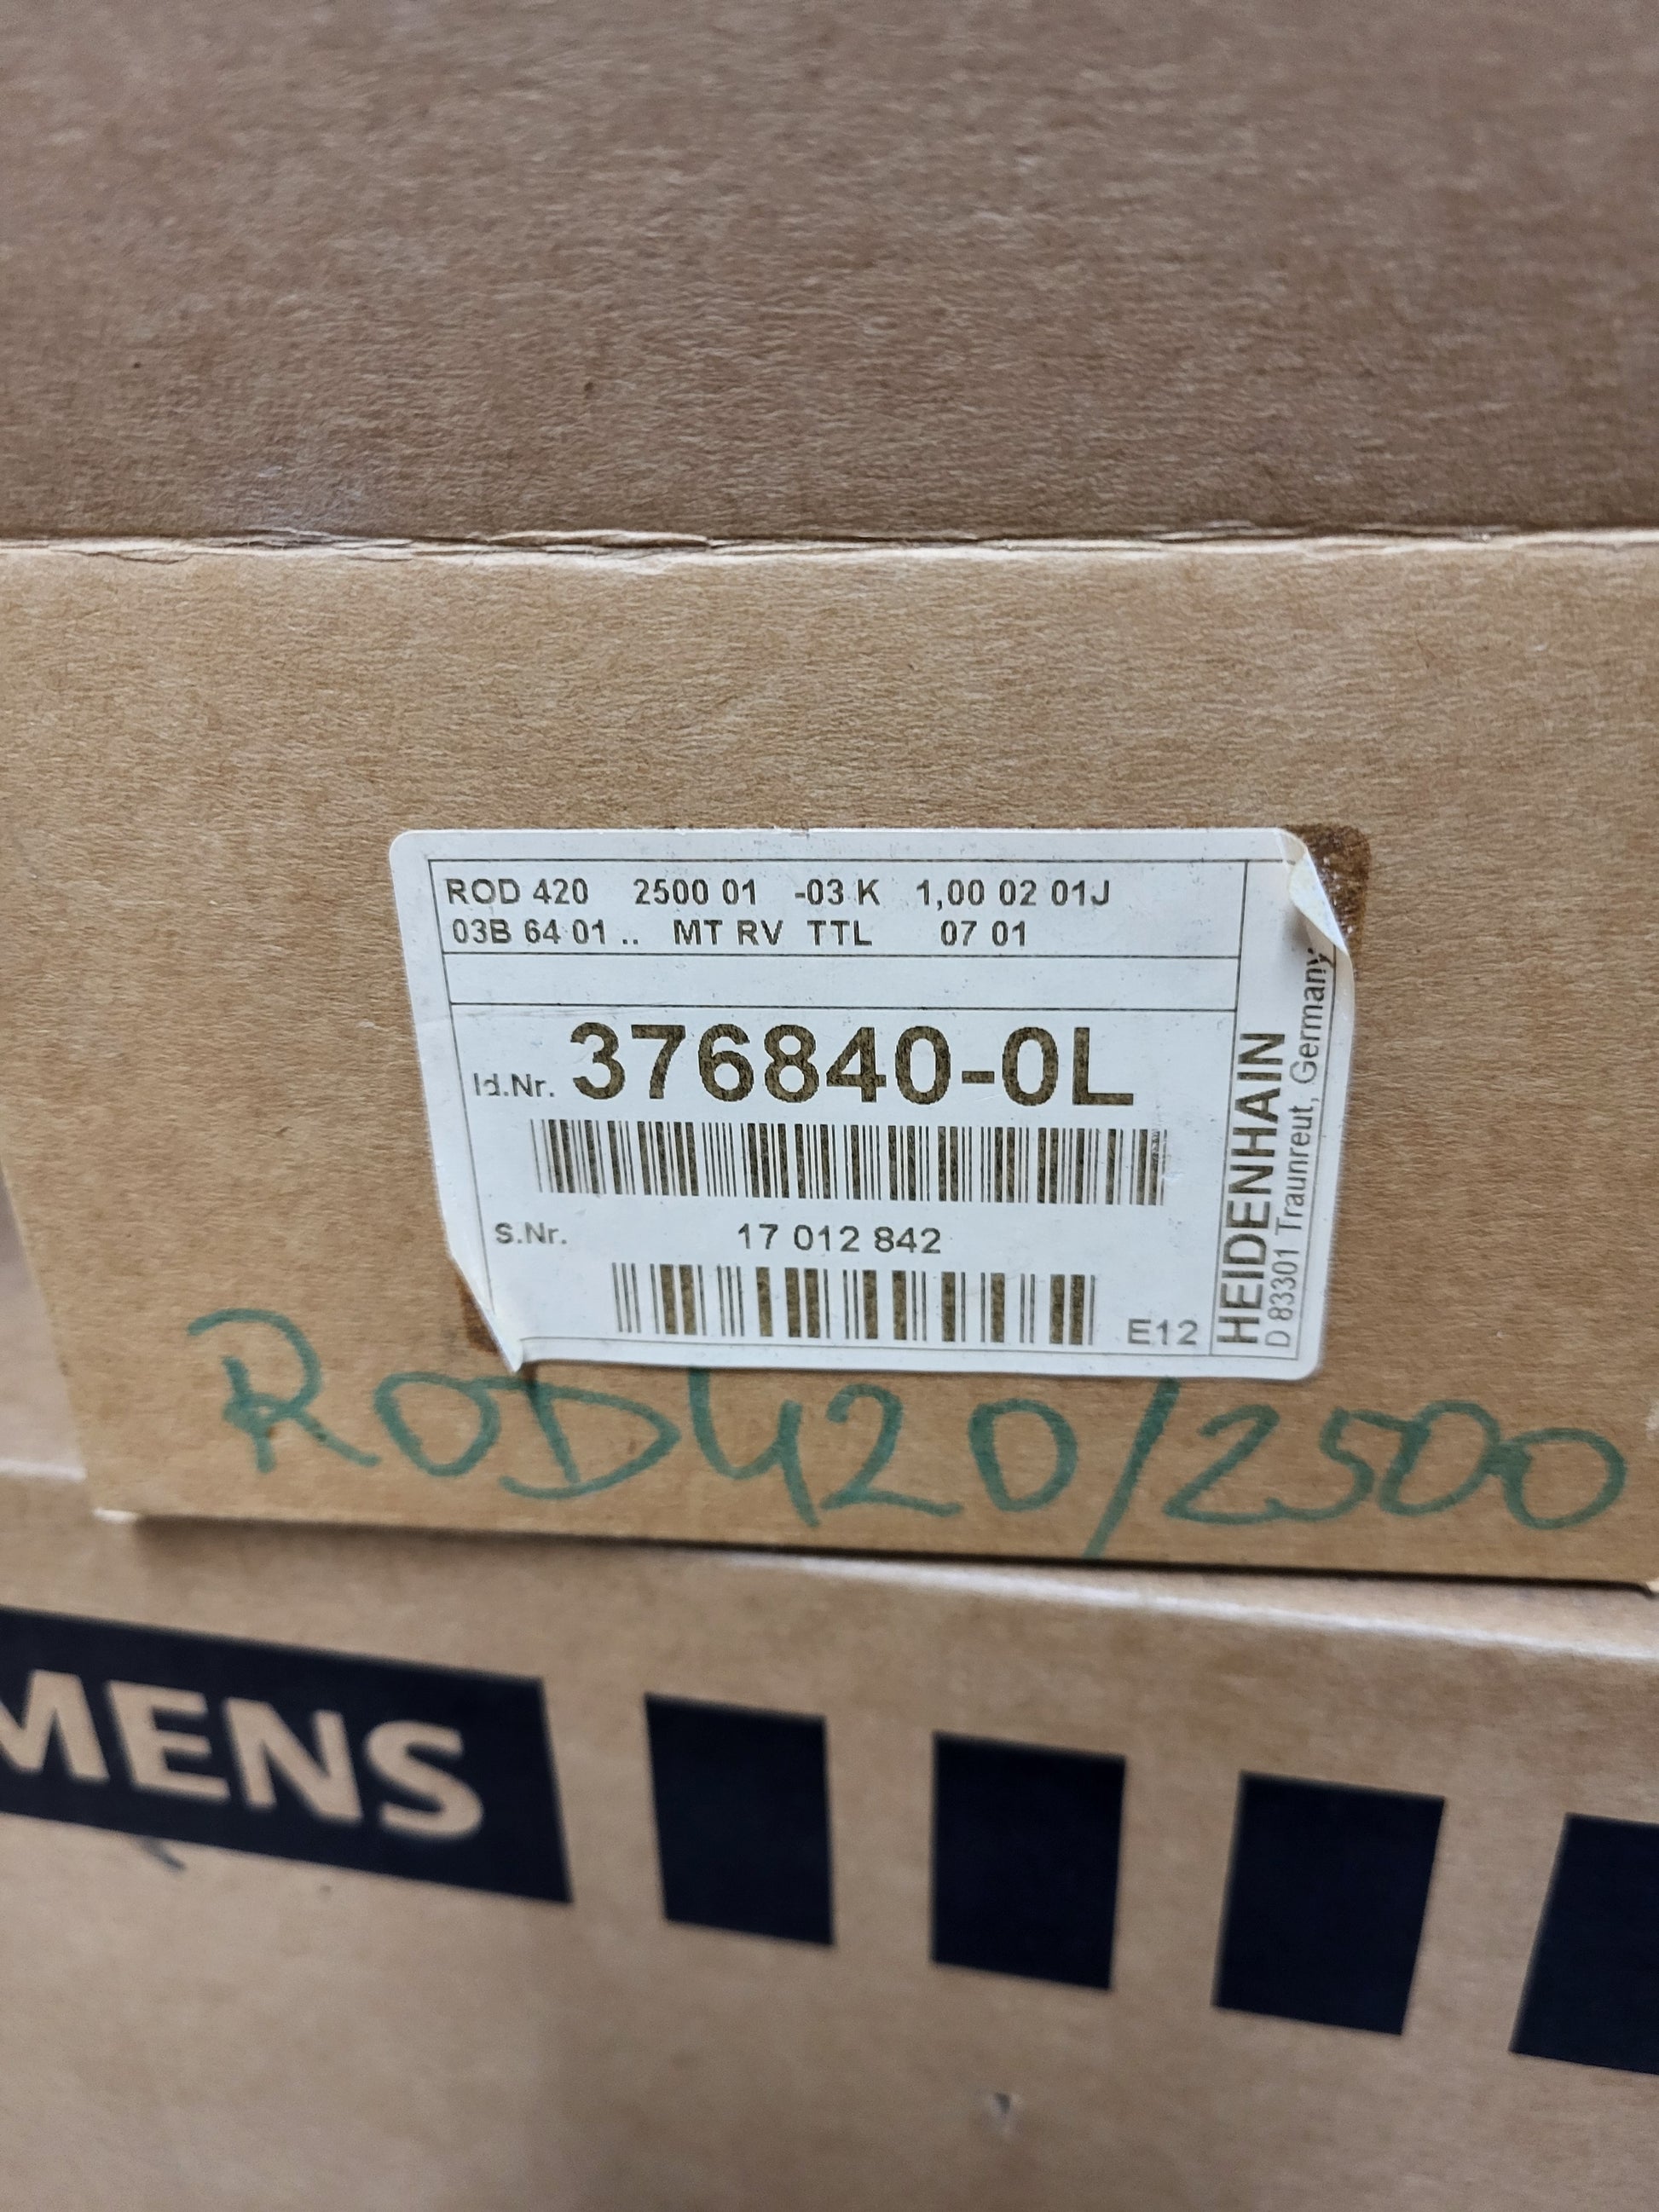 ROD 420 2500 01 -03 K 1,00 02 01J
03B 64 01 .. MT RV TTL 07 01
Id.Nr. 376840-0L
S.Nr. 17 012 842
E12
HEIDENHAIN
D 83301 Traunreut, Germany
ROD420/2500
MENS